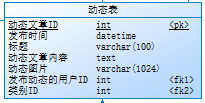 动态表
动态文章ID int <pk>
发布时间 datetime
标题 varchar(100)
动态文章内容 text
动态图片 varchar(1024)
发布动态的用户ID int <fk1>
类别ID int <fk2>